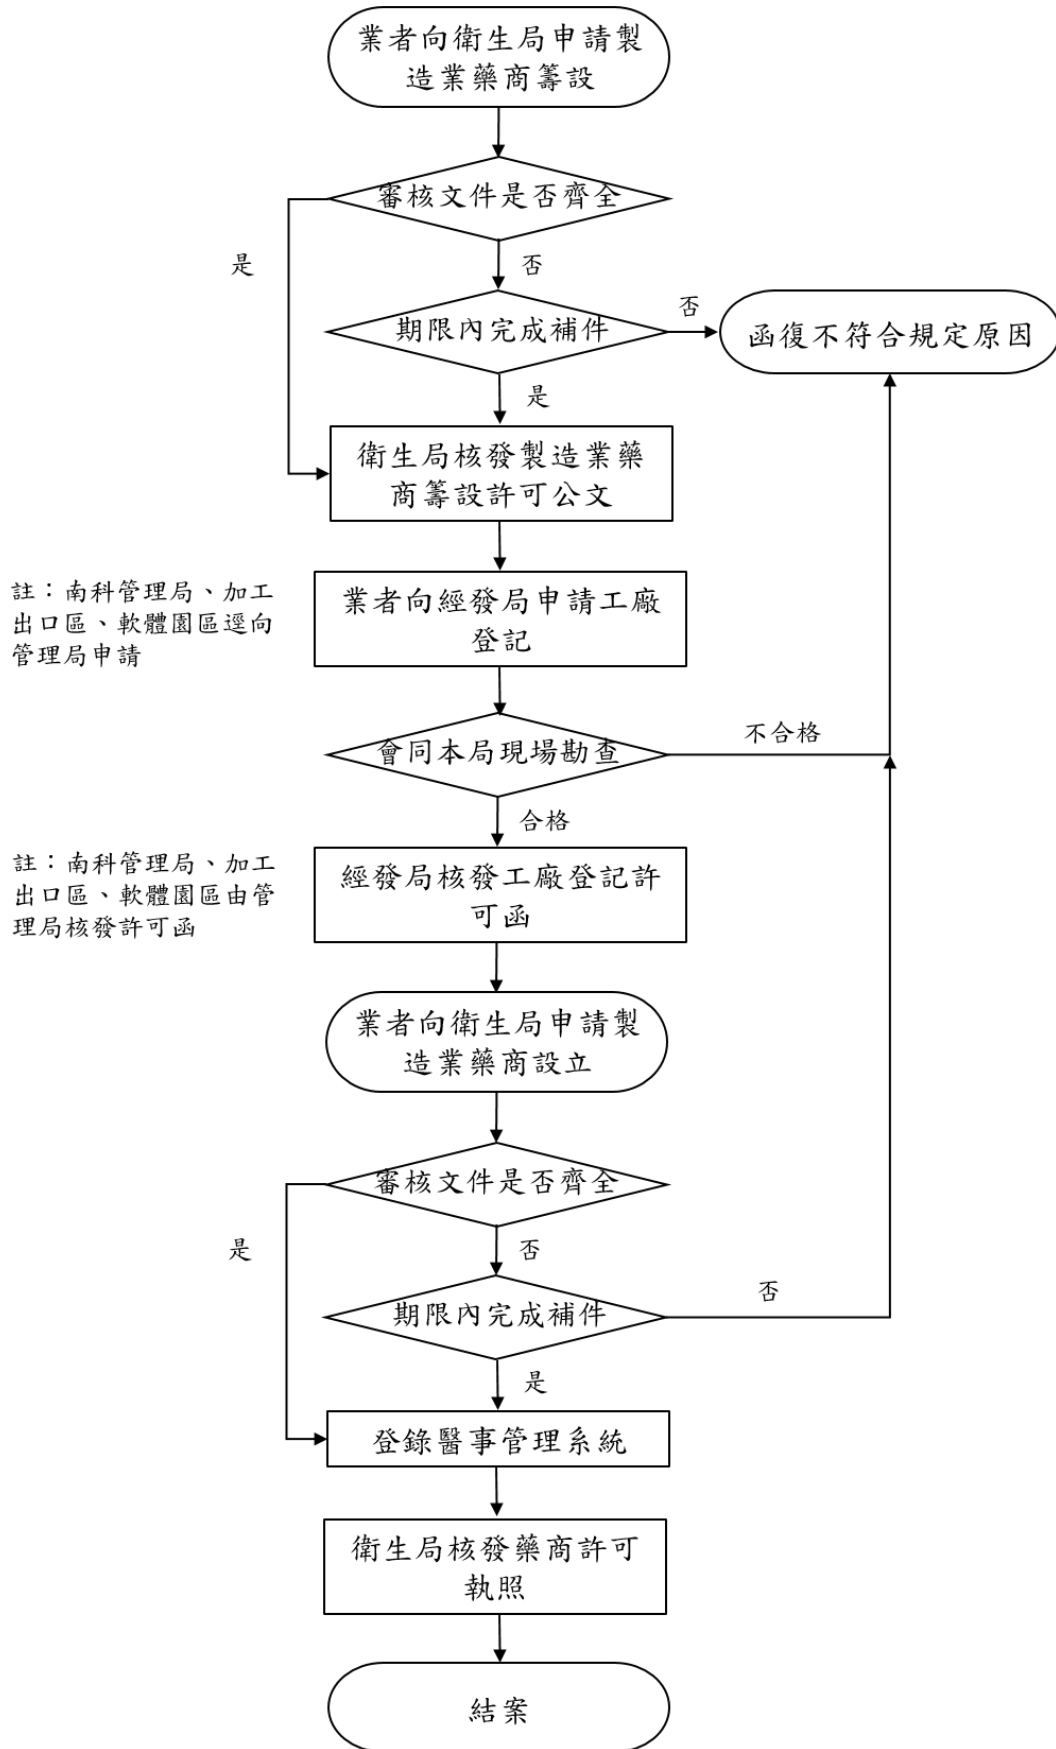 業者向衛生局申請製
造業藥商籌設
審核文件是否齊全
是
否
期限內完成補件
否
函復不符合規定原因
是
衛生局核發製造業藥
商籌設許可公文
註：南科管理局、加工
出口區、軟體園區逕向
管理局申請
業者向經發局申請工廠
登記
會同本局現場勘查
不合格
合格
註：南科管理局、加工
出口區、軟體園區由管
理局核發許可函
經發局核發工廠登記許
可函
業者向衛生局申請製
造業藥商設立
審核文件是否齊全
是
否
期限內完成補件
否
是
登錄醫事管理系統
衛生局核發藥商許可
執照
結案